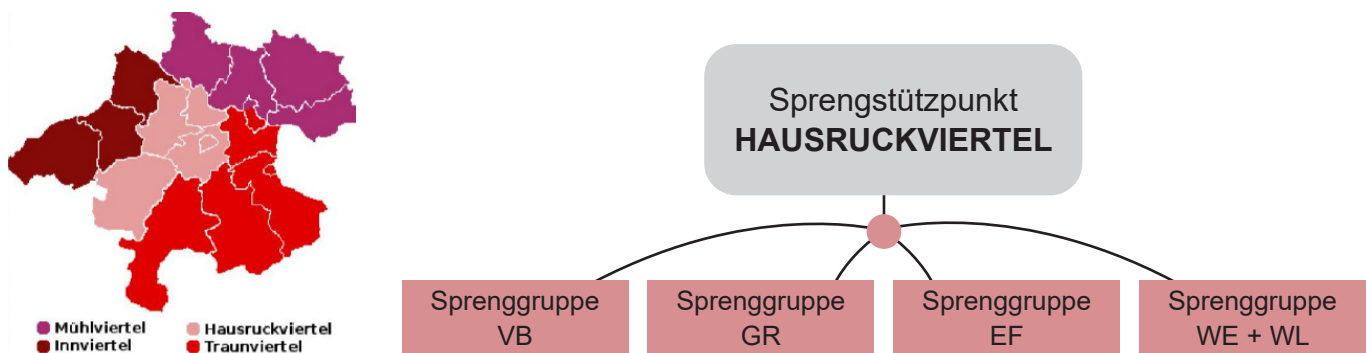 Mühlviertel
Hausruckviertel
Innviertel
Traunviertel
Sprengstützpunkt
HAUSRUCKVIERTEL
Sprenggruppe
VB
Sprenggruppe
GR
Sprenggruppe
EF
Sprenggruppe
WE + WL